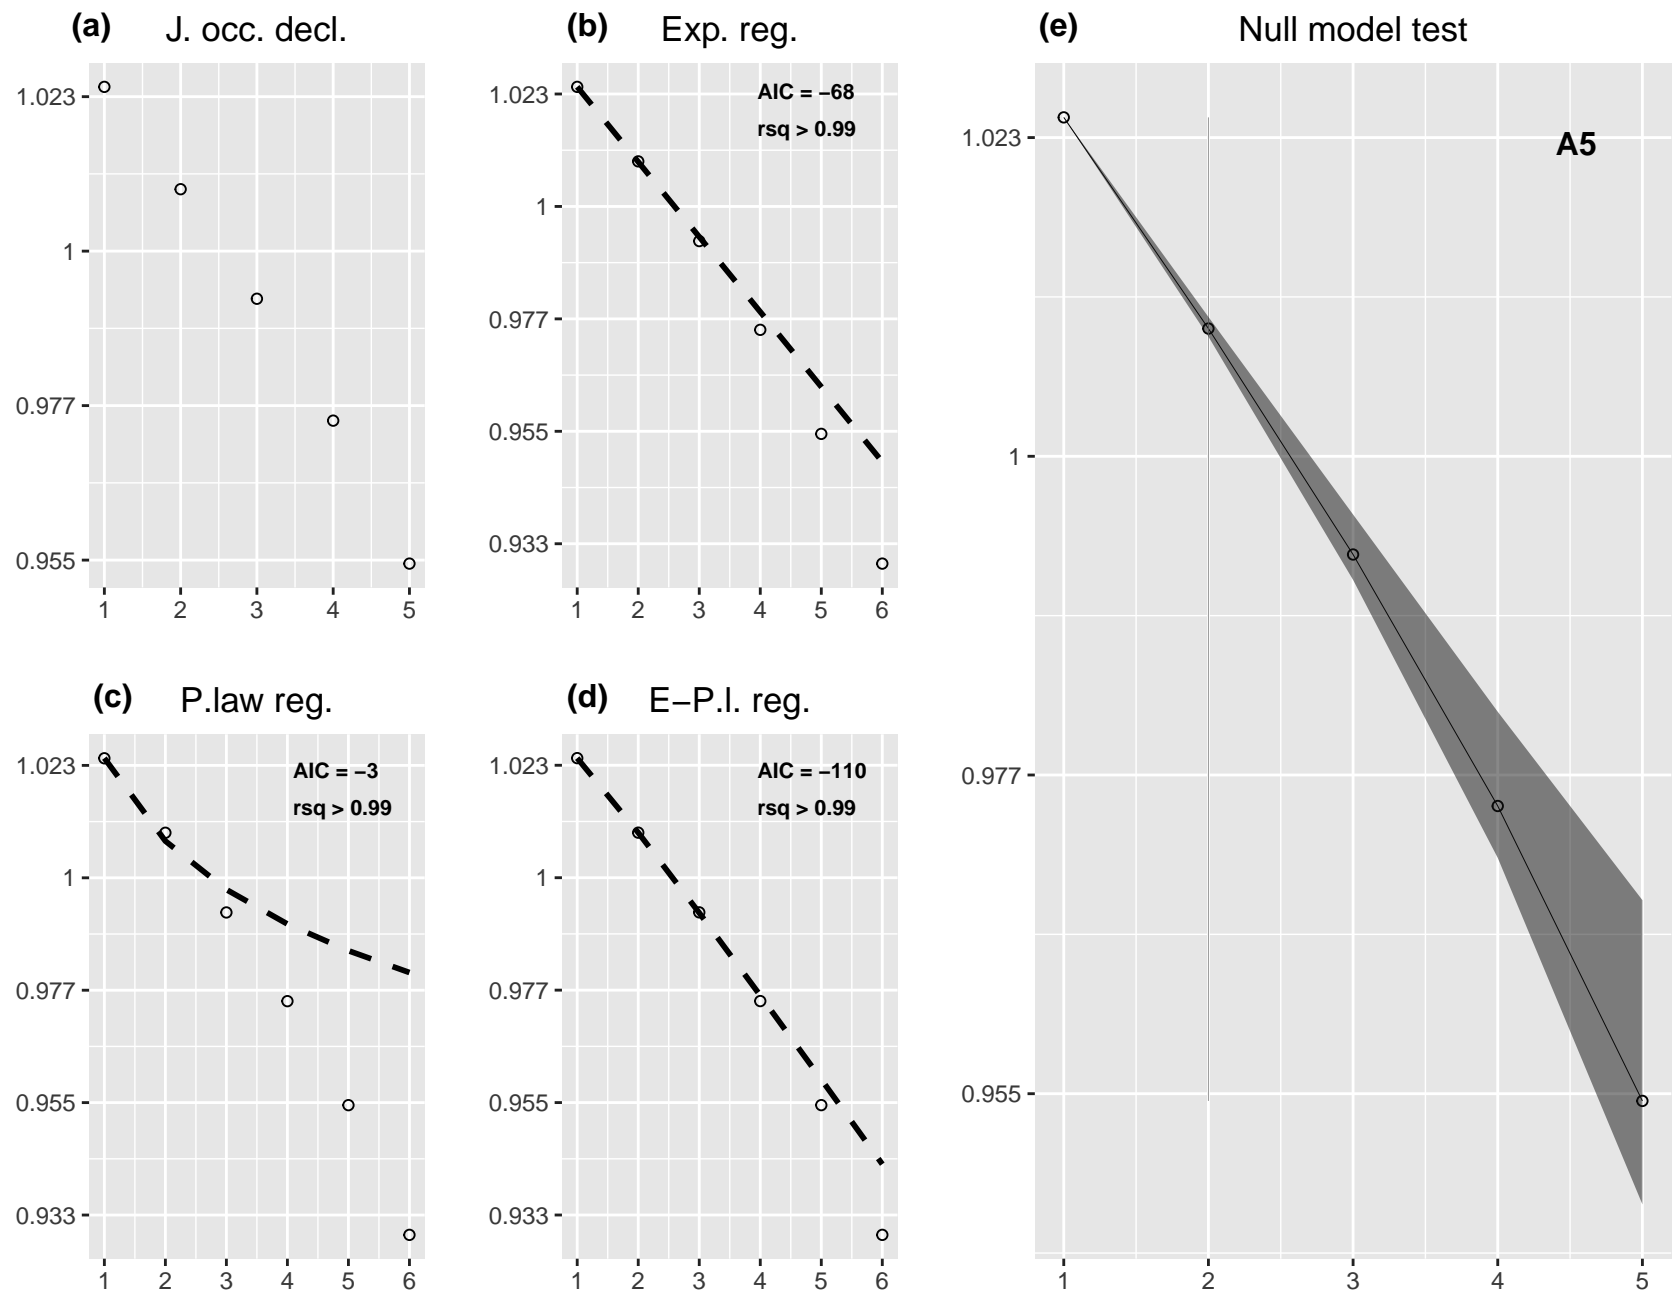 (a) J. occ. decl.
1.023
1
0.977
0.955
1 2 3 4 5
(b) Exp. reg.
AIC = −68
rsq > 0.99
1.023
1
0.977
0.955
0.933
1 2 3 4 5 6
(c) P.law reg.
AIC = −3
rsq > 0.99
1.023
1
0.977
0.955
0.933
1 2 3 4 5 6
(d) E−P.l. reg.
AIC = −110
rsq > 0.99
1.023
1
0.977
0.955
0.933
1 2 3 4 5 6
(e) Null model test
A5
1.023
1
0.977
0.955
1 2 3 4 5